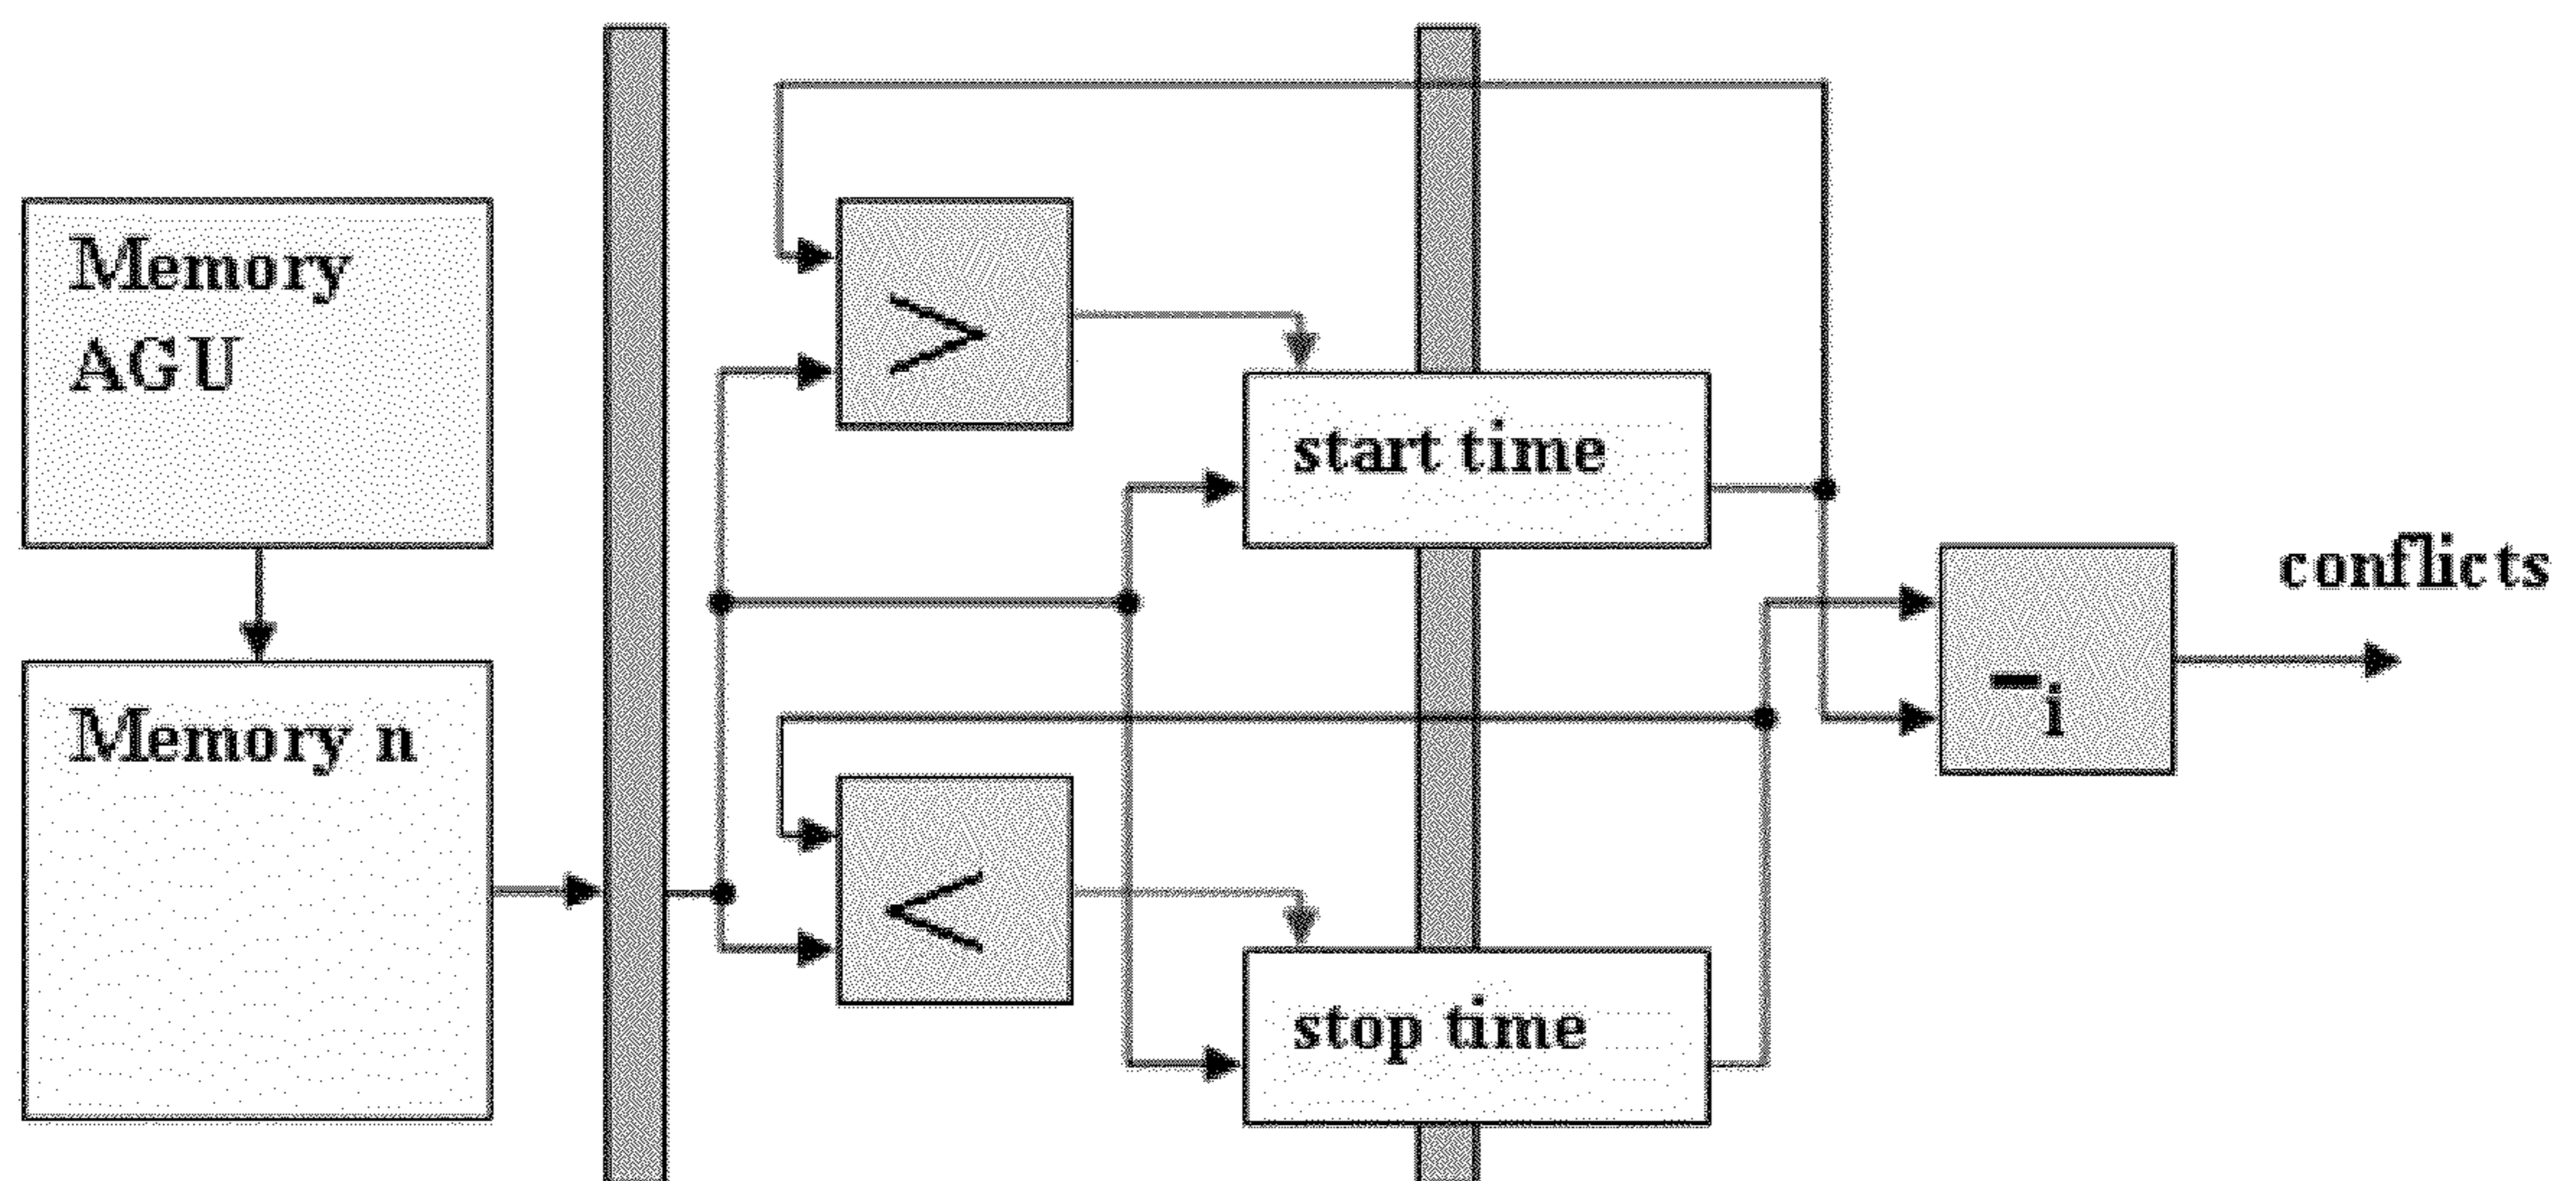 Memory
AGU
Memory n
>
start time
<
stop time
-i
conflicts